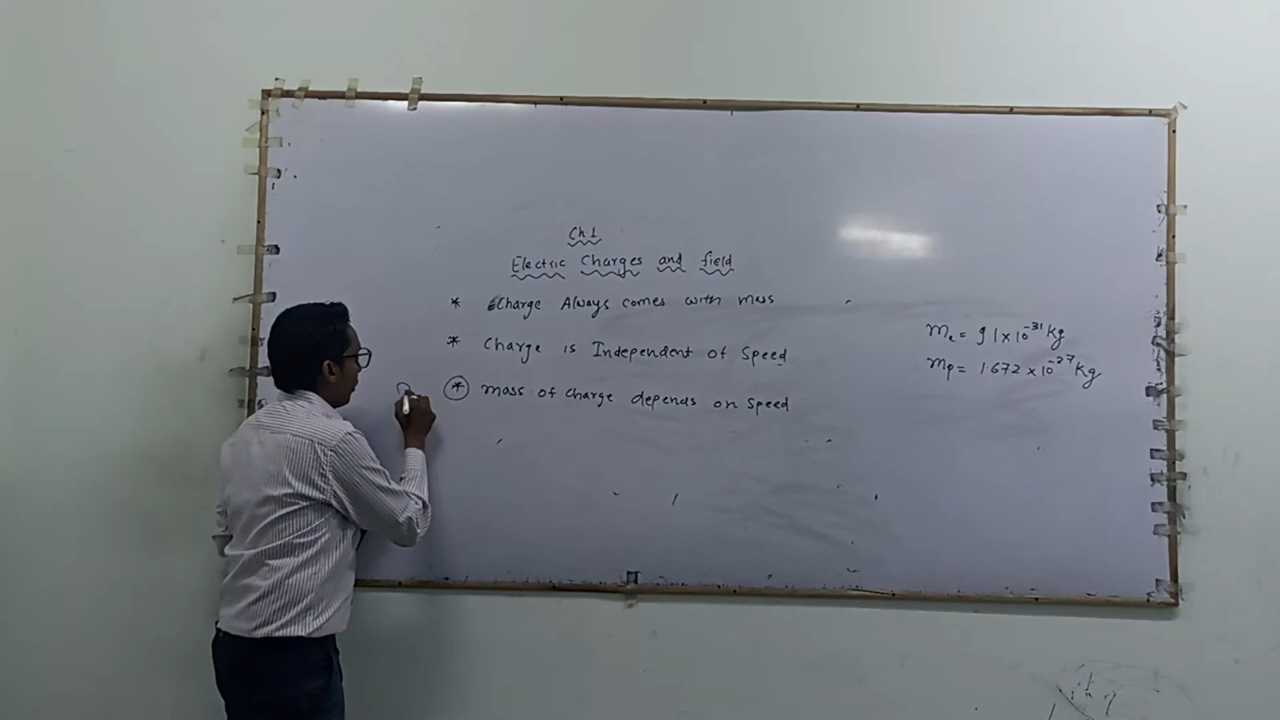 Ch 1
Electric Charges and field
* Charge Always comes with mass
* Charge is Independent of Speed
* mass of charge depends on Speed
me = 9 1 x 10^-31 kg
mp = 1.672 x 10^-27 kg